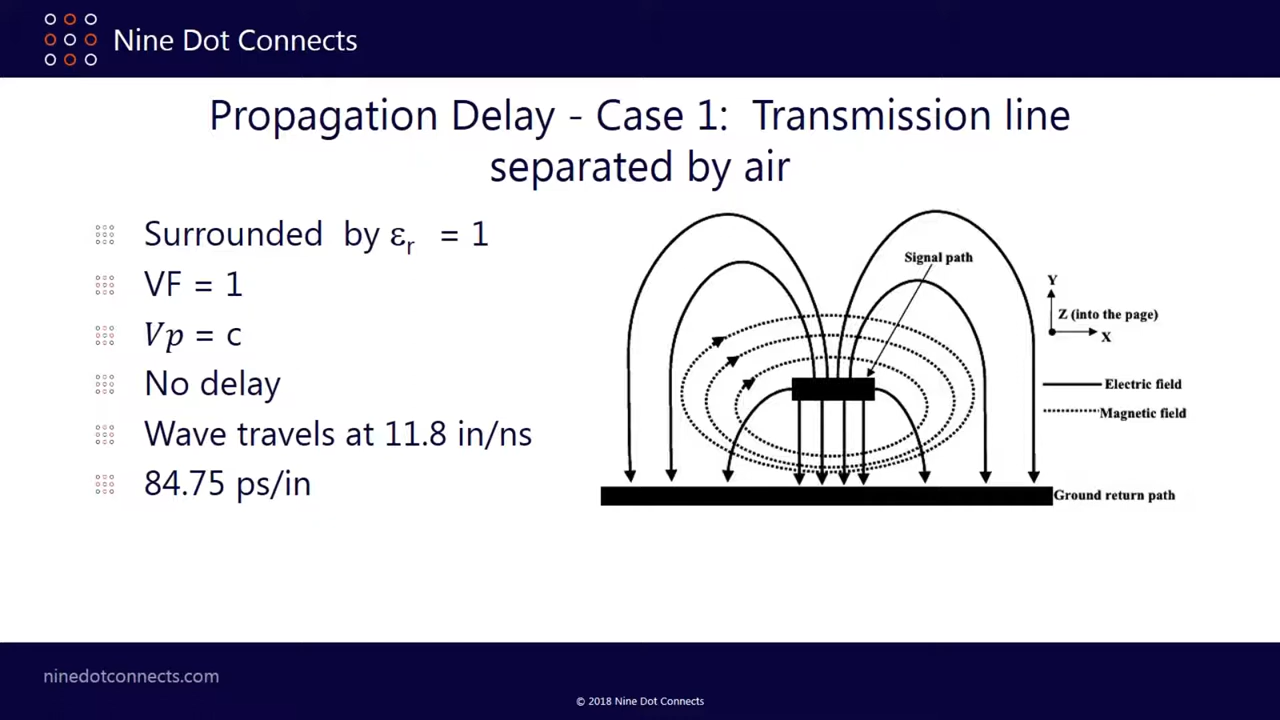 Nine Dot Connects
Propagation Delay - Case 1: Transmission line
separated by air
Surrounded by εr = 1
VF = 1
Vp = c
No delay
Wave travels at 11.8 in/ns
84.75 ps/in
Signal path
Y
Z (into the page)
X
Electric field
Magnetic field
Ground return path
ninedotconnects.com
© 2018 Nine Dot Connects